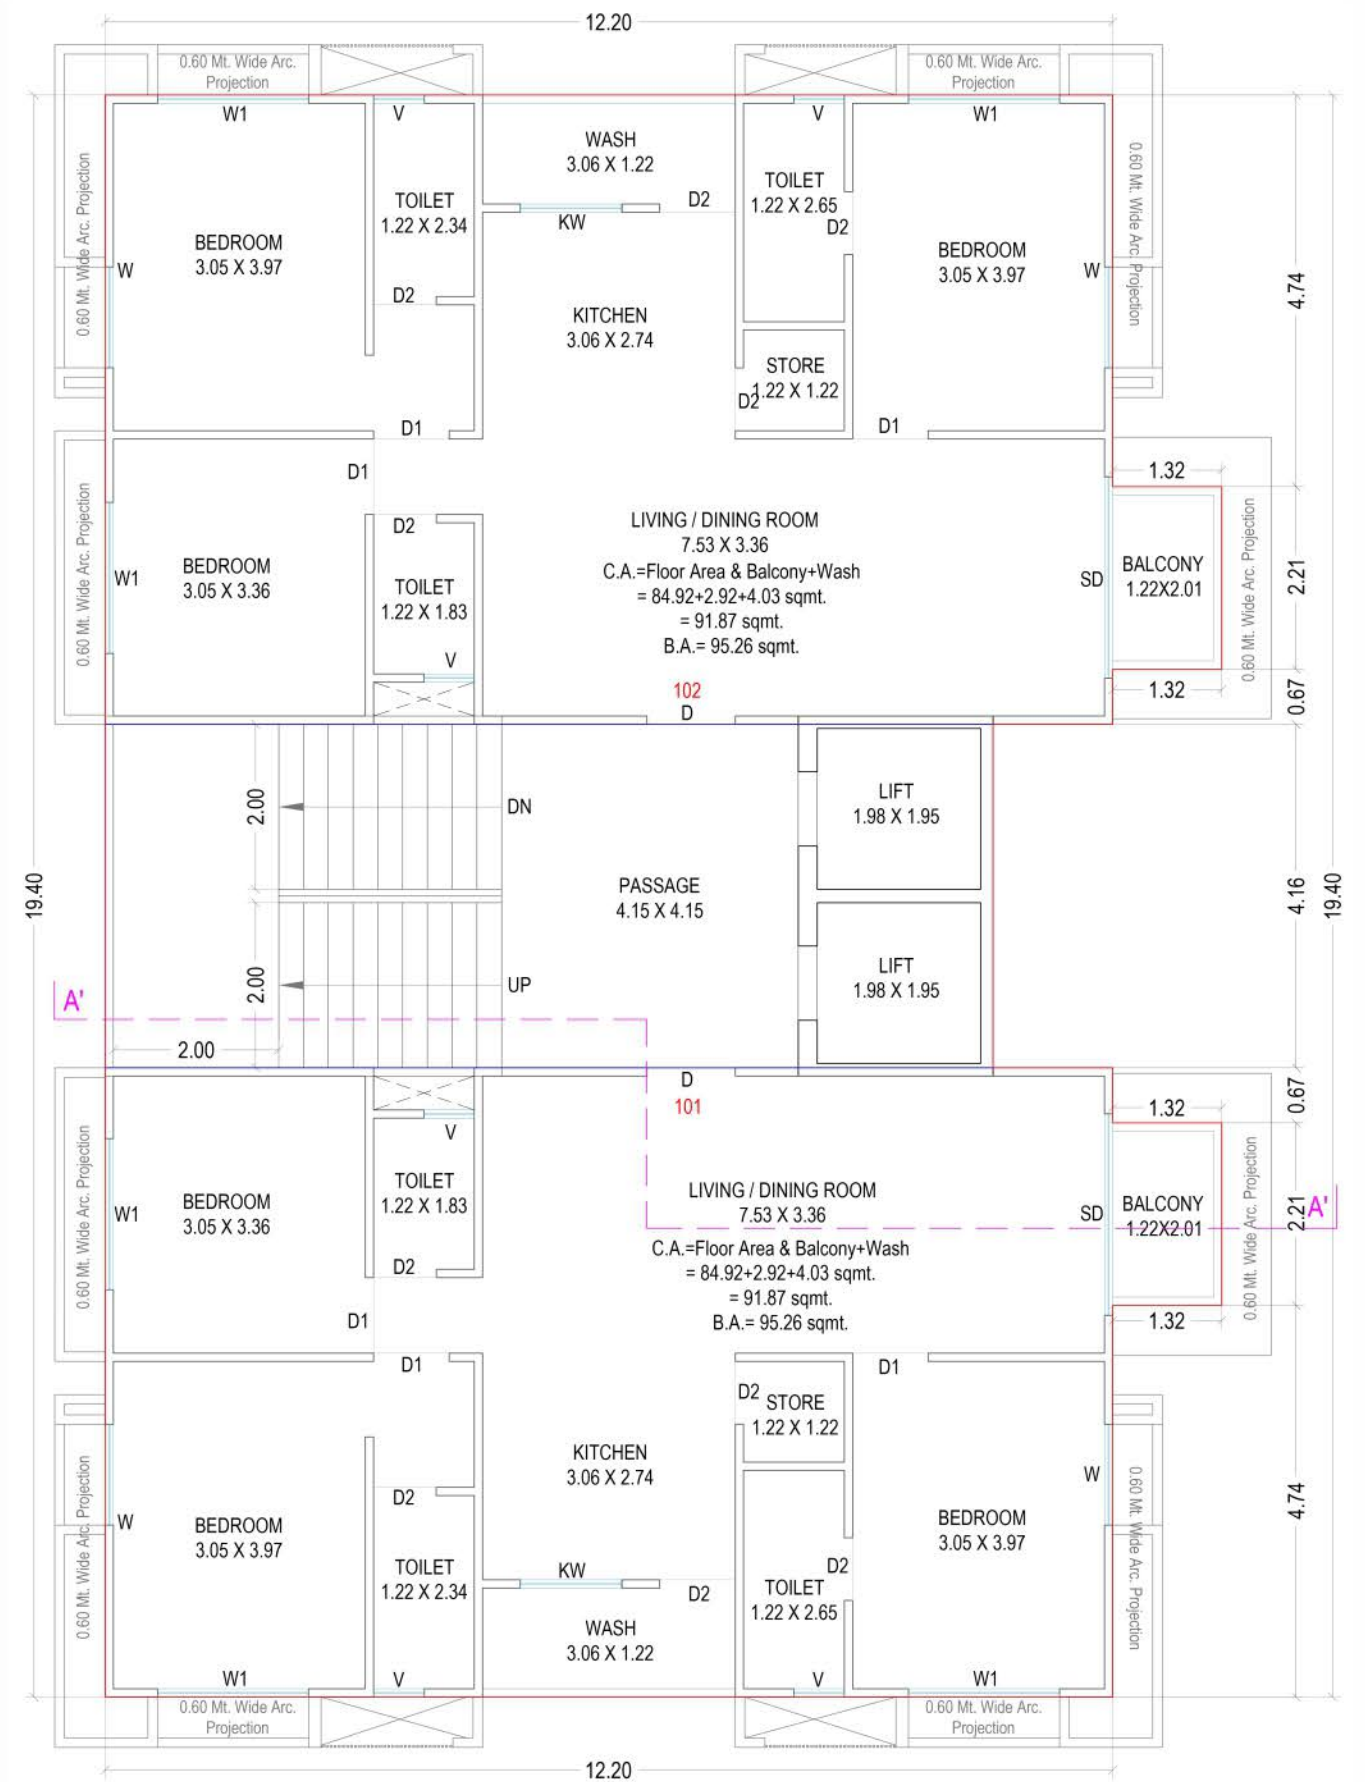 12.20
0.60 Mt. Wide Arc.
Projection
0.60 Mt. Wide Arc.
Projection
W1
V
V
W1
WASH
3.06 X 1.22
TOILET
1.22 X 2.34
TOILET
1.22 X 2.65
D2
D2
KW
BEDROOM
3.05 X 3.97
BEDROOM
3.05 X 3.97
0.60 Mt. Wide Arc. Projection
0.60 Mt. Wide Arc. Projection
W
W
D2
4.74
KITCHEN
3.06 X 2.74
STORE
1.22 X 1.22
D2
D1
D1
D1
1.32
D2
LIVING / DINING ROOM
7.53 X 3.36
C.A.=Floor Area & Balcony+Wash
= 84.92+2.92+4.03 sqmt.
= 91.87 sqmt.
B.A.= 95.26 sqmt.
0.60 Mt. Wide Arc. Projection
W1
BEDROOM
3.05 X 3.36
TOILET
1.22 X 1.83
SD
BALCONY
1.22X2.01
0.60 Mt. Wide Arc. Projection
2.21
V
102
D
1.32
0.67
2.00
DN
LIFT
1.98 X 1.95
19.40
PASSAGE
4.15 X 4.15
4.16
19.40
LIFT
1.98 X 1.95
2.00
UP
A'
2.00
D
101
1.32
0.67
V
0.60 Mt. Wide Arc. Projection
W1
BEDROOM
3.05 X 3.36
TOILET
1.22 X 1.83
LIVING / DINING ROOM
7.53 X 3.36
C.A.=Floor Area & Balcony+Wash
= 84.92+2.92+4.03 sqmt.
= 91.87 sqmt.
B.A.= 95.26 sqmt.
SD
BALCONY
1.22X2.01
0.60 Mt. Wide Arc. Projection
2.21
A'
D2
D1
1.32
D1
D1
D2
STORE
1.22 X 1.22
KITCHEN
3.06 X 2.74
W
4.74
D2
0.60 Mt. Wide Arc. Projection
W
BEDROOM
3.05 X 3.97
BEDROOM
3.05 X 3.97
0.60 Mt. Wide Arc. Projection
TOILET
1.22 X 2.34
KW
D2
D2
TOILET
1.22 X 2.65
WASH
3.06 X 1.22
W1
V
V
W1
0.60 Mt. Wide Arc.
Projection
0.60 Mt. Wide Arc.
Projection
12.20